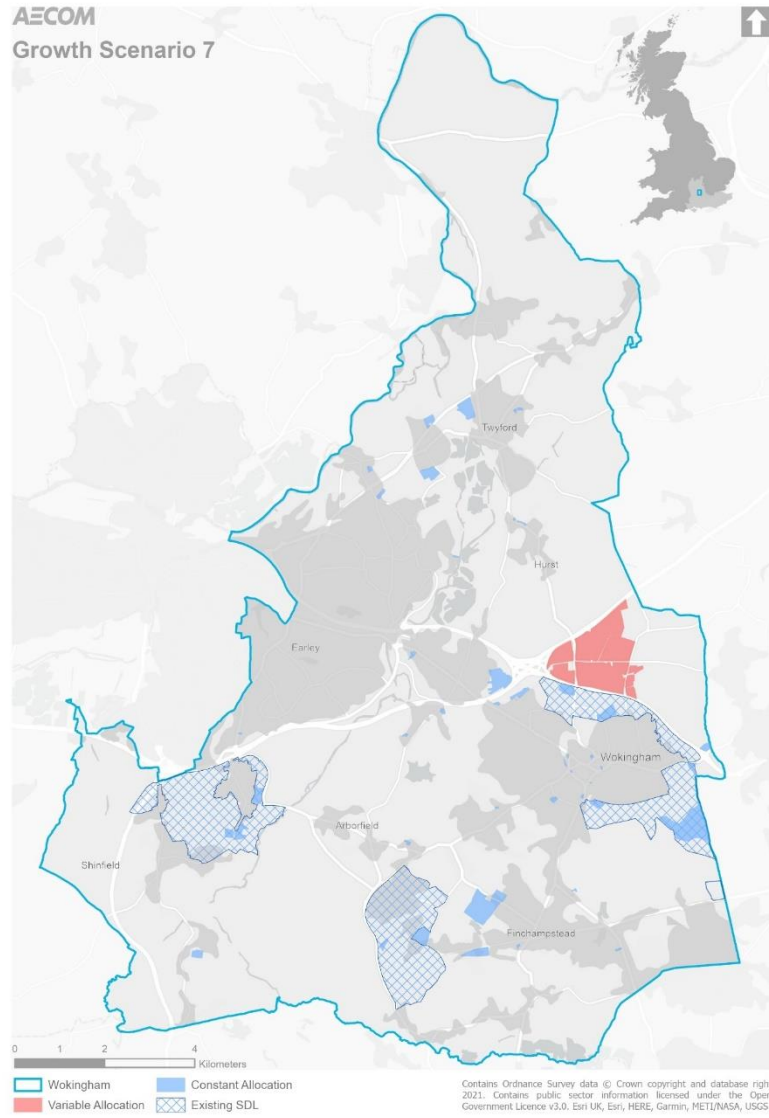 AECOM
Growth Scenario 7
Twyford
Hurst
Earley
Wokingham
Arborfield
Shinfield
Finchampstead
0 1 2 4
Kilometers
Wokingham
Constant Allocation
Variable Allocation
Existing SDL
Contains Ordnance Survey data © Crown copyright and database righ
2021. Contains public sector information licensed under the Open
Government Licence v3.0. Esri UK, Esri, HERE, Garmin, METI/NASA, USGS